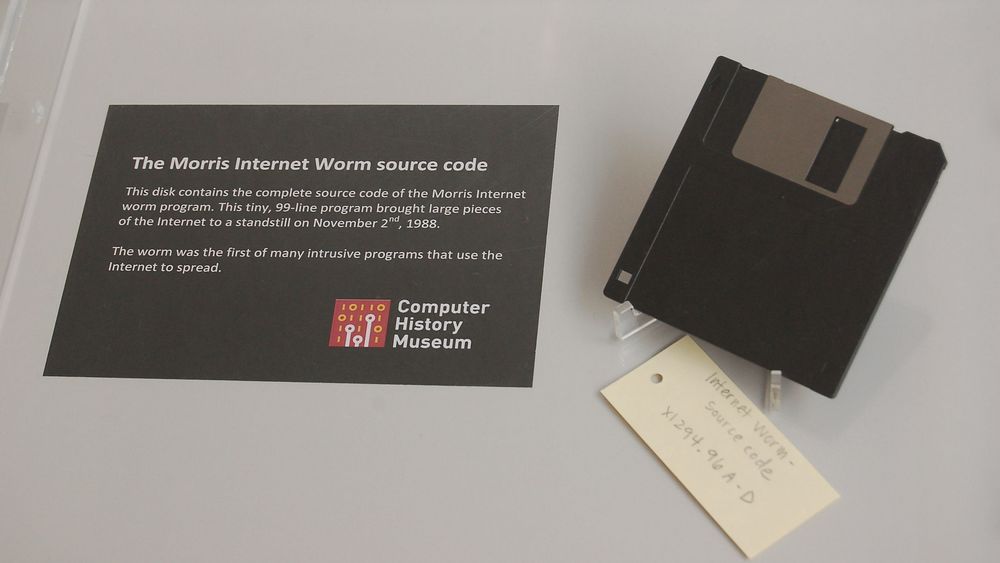 The Morris Internet Worm source code
This disk contains the complete source code of the Morris Internet
worm program. This tiny, 99-line program brought large pieces
of the Internet to a standstill on November 2nd, 1988.
The worm was the first of many intrusive programs that use the
Internet to spread.
10110
01101
Computer
History
Museum
Internet Worm-
source code
X1294.96 A-D